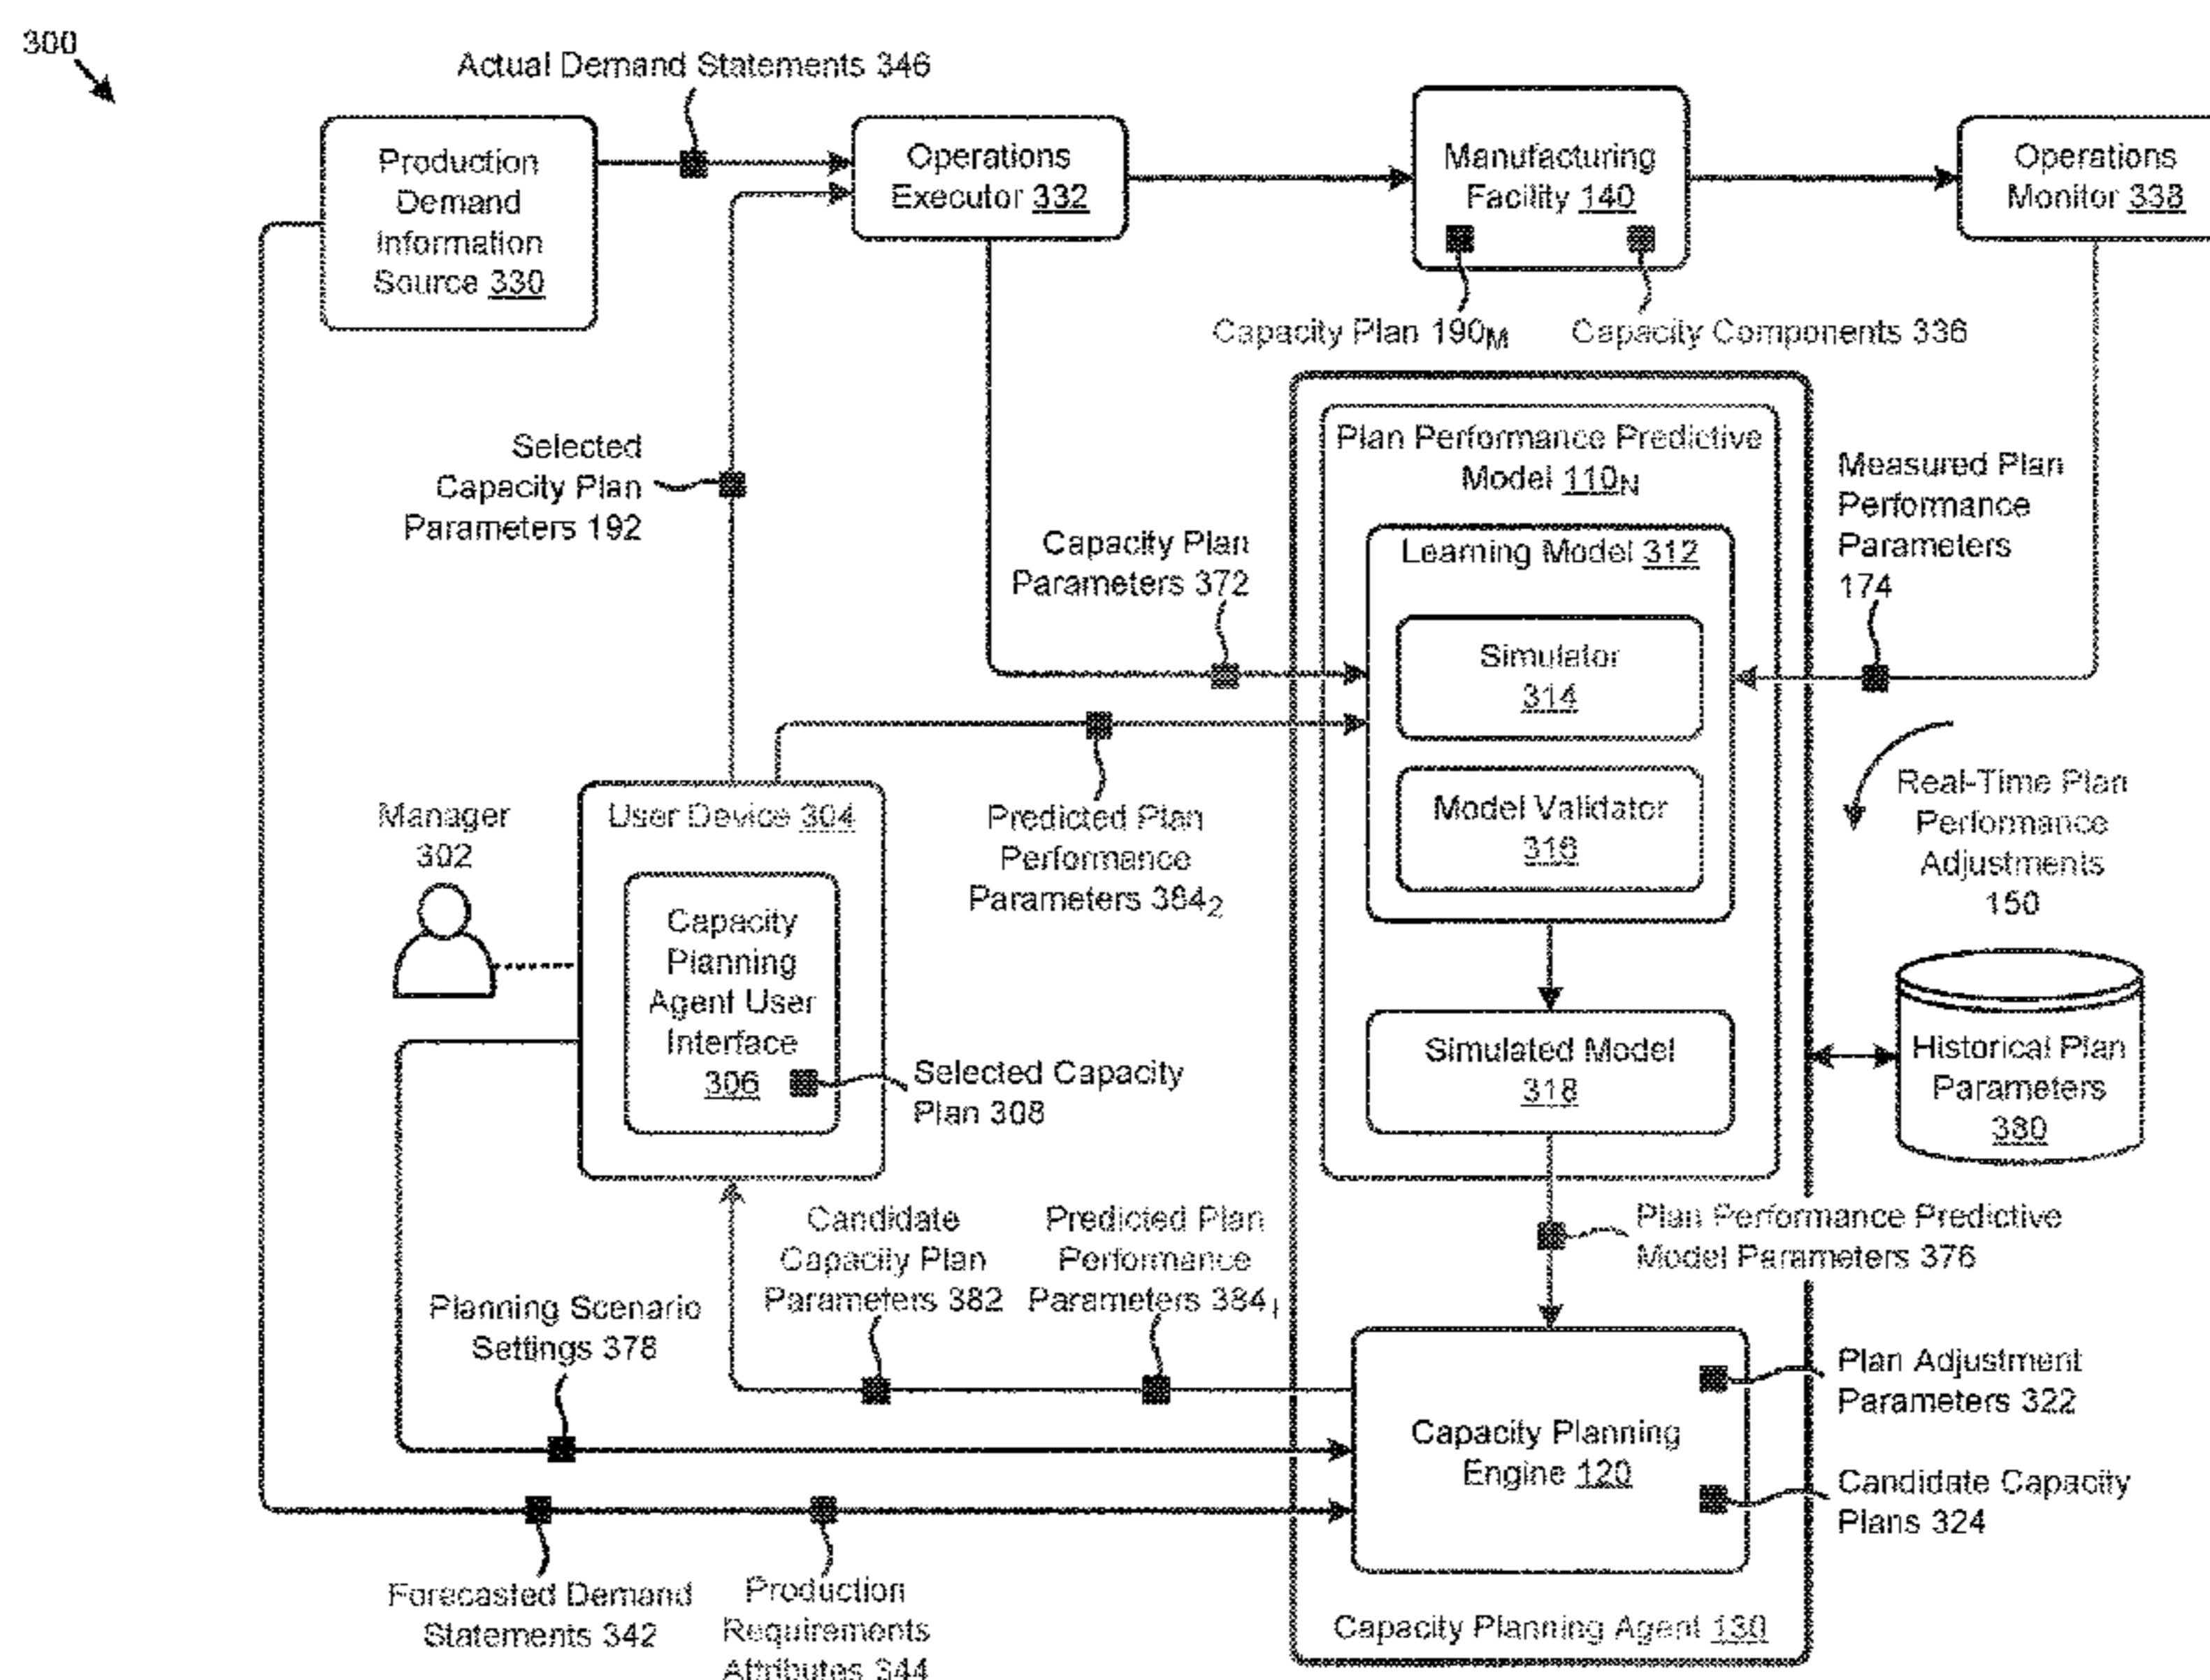 300
Actual Demand Statements 346
Production
Demand
Information
Source 330
Operations
Executor 332
Manufacturing
Facility 140
Operations
Monitor 338
Capacity Plan 190M
Capacity Components 336
Selected
Capacity Plan
Parameters 192
Capacity Plan
Parameters 372
Plan Performance Predictive
Model 110N
Learning Model 312
Simulator
314
Model Validator
316
Measured Plan
Performance
Parameters
174
Real-Time Plan
Performance
Adjustments
150
Manager
302
User Device 304
Capacity
Planning
Agent User
Interface
306
Selected Capacity
Plan 308
Predicted Plan
Performance
Parameters 3842
Simulated Model
318
Historical Plan
Parameters
380
Plan Performance Predictive
Model Parameters 376
Candidate
Capacity Plan
Parameters 382
Predicted Plan
Performance
Parameters 3841
Planning Scenario
Settings 378
Capacity Planning
Engine 120
Plan Adjustment
Parameters 322
Candidate Capacity
Plans 324
Forecasted Demand
Statements 342
Production
Requirements
Attributes 344
Capacity Planning Agent 130